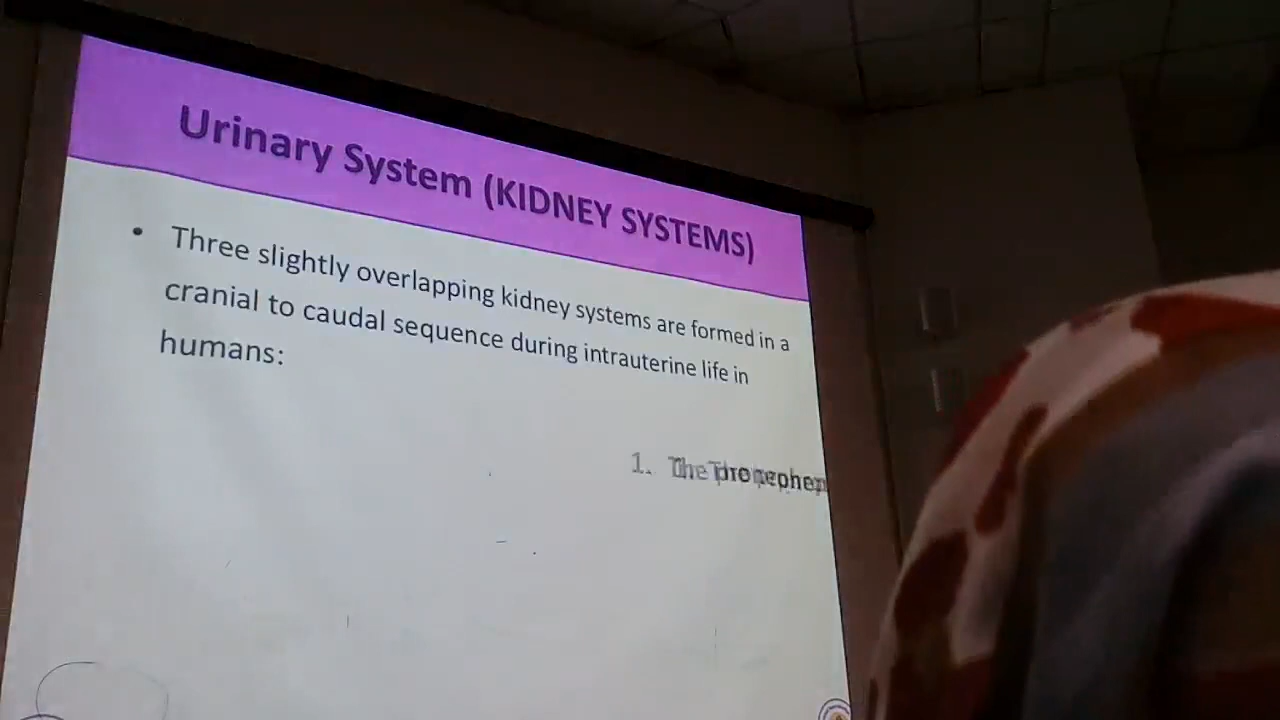 Urinary System (KIDNEY SYSTEMS)
• Three slightly overlapping kidney systems are formed in a
cranial to caudal sequence during intrauterine life in
humans:
1. The